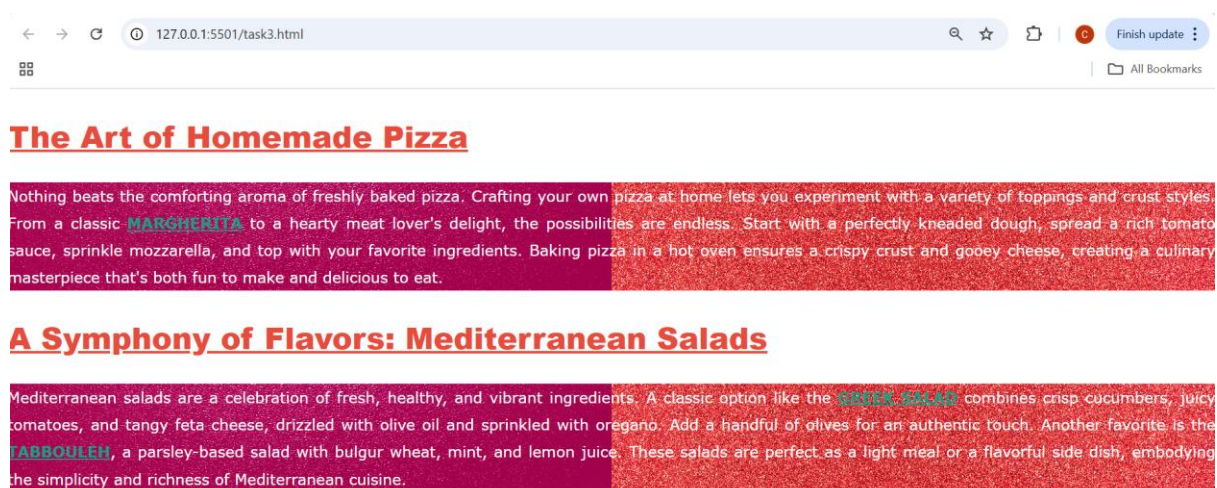 127.0.0.1:5501/task3.html
C
Finish update
All Bookmarks
The Art of Homemade Pizza
Nothing beats the comforting aroma of freshly baked pizza. Crafting your own pizza at home lets you experiment with a variety of toppings and crust styles.
From a classic MARGHERITA to a hearty meat lover's delight, the possibilities are endless. Start with a perfectly kneaded dough, spread a rich tomato
sauce, sprinkle mozzarella, and top with your favorite ingredients. Baking pizza in a hot oven ensures a crispy crust and gooey cheese, creating a culinary
masterpiece that's both fun to make and delicious to eat.
A Symphony of Flavors: Mediterranean Salads
Mediterranean salads are a celebration of fresh, healthy, and vibrant ingredients. A classic option like the GREEK SALAD combines crisp cucumbers, juicy
tomatoes, and tangy feta cheese, drizzled with olive oil and sprinkled with oregano. Add a handful of olives for an authentic touch. Another favorite is the
TABBOULEH, a parsley-based salad with bulgur wheat, mint, and lemon juice. These salads are perfect as a light meal or a flavorful side dish, embodying
the simplicity and richness of Mediterranean cuisine.